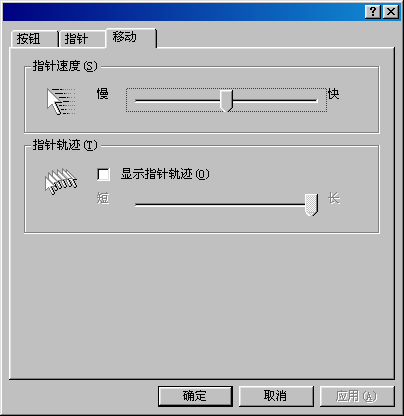 按钮 指针 移动
指针速度(S)
慢 快
指针轨迹(T)
显示指针轨迹(O)
短 长
确定 取消 应用(A)